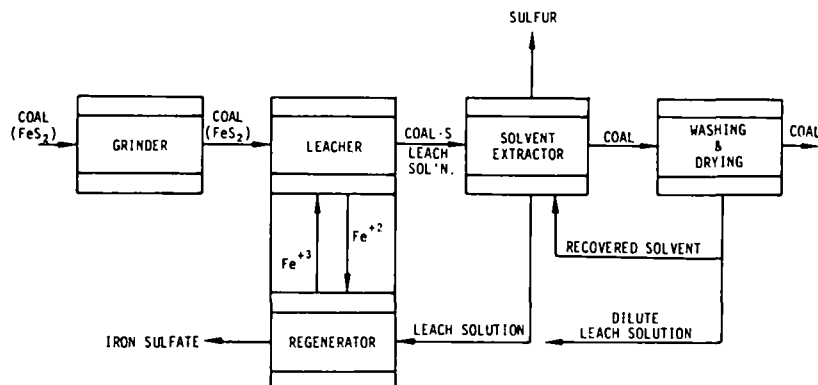 SULFUR
COAL
(FeS2)
GRINDER
COAL
(FeS2)
LEACHER
COAL·S
LEACH
SOL'N.
SOLVENT
EXTRACTOR
COAL
WASHING
&
DRYING
COAL
Fe+3
Fe+2
RECOVERED SOLVENT
IRON SULFATE
REGENERATOR
LEACH SOLUTION
DILUTE
LEACH SOLUTION